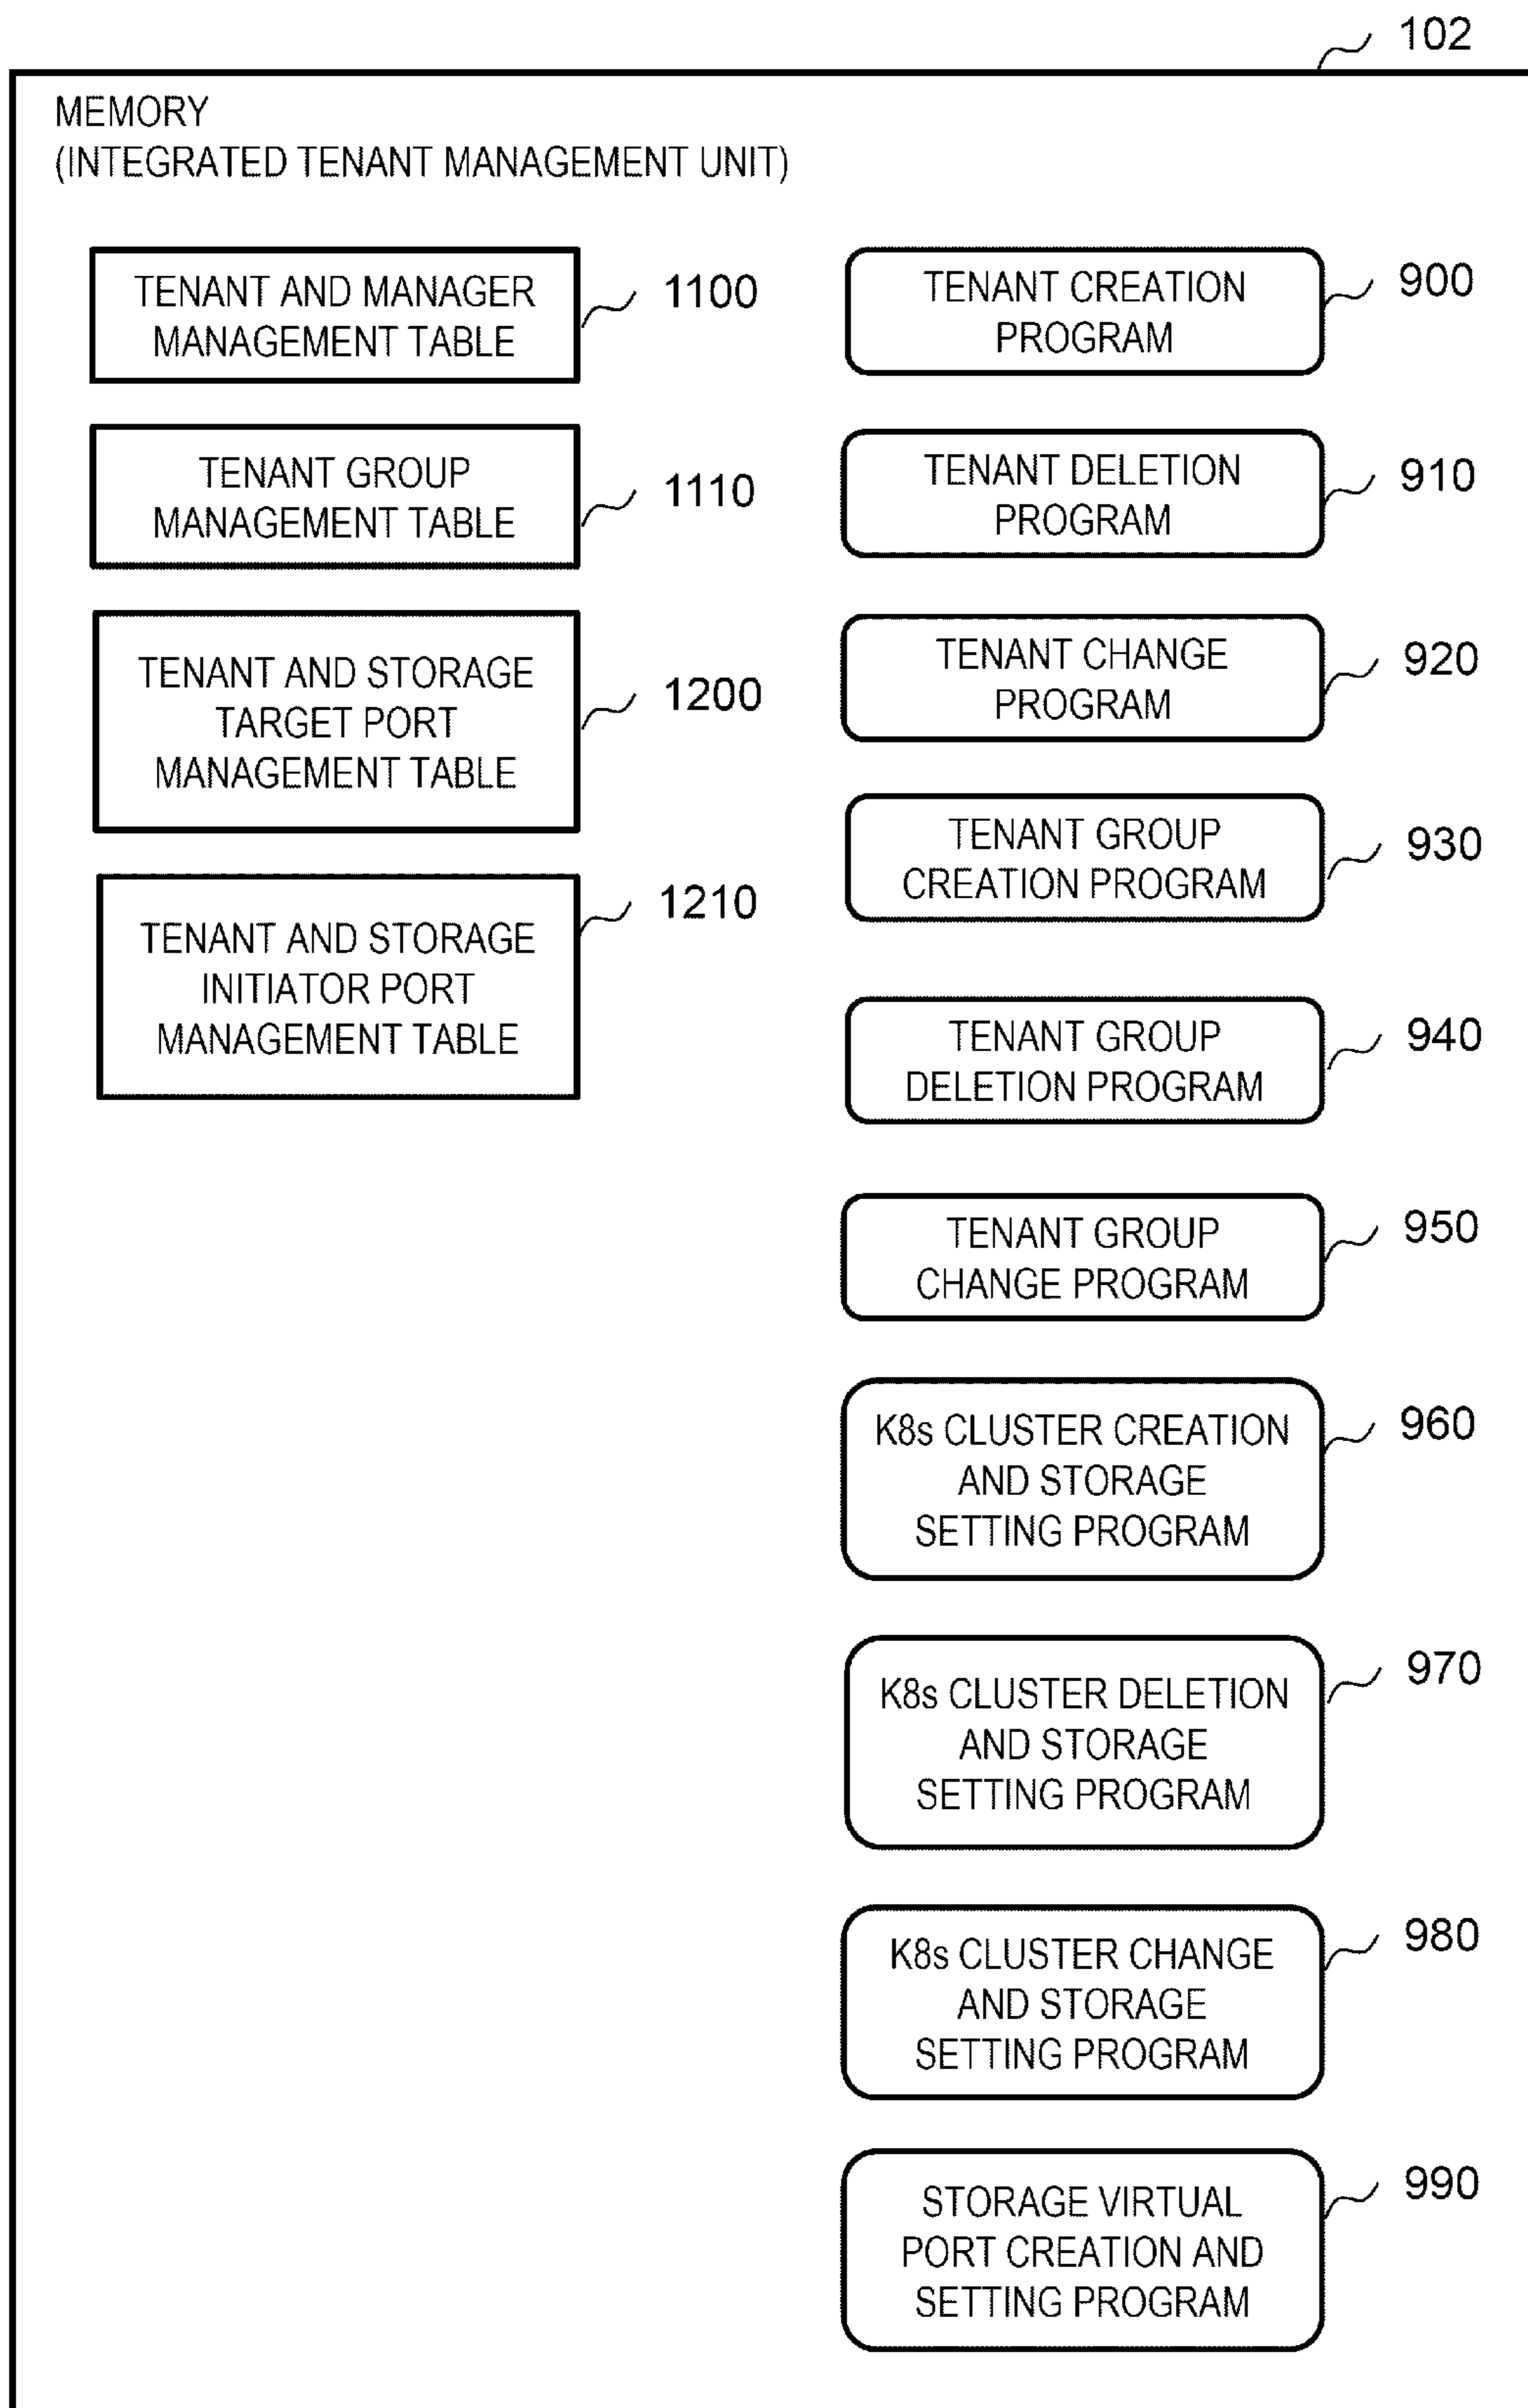 102
MEMORY
(INTEGRATED TENANT MANAGEMENT UNIT)
TENANT AND MANAGER
MANAGEMENT TABLE
1100
TENANT GROUP
MANAGEMENT TABLE
1110
TENANT AND STORAGE
TARGET PORT
MANAGEMENT TABLE
1200
TENANT AND STORAGE
INITIATOR PORT
MANAGEMENT TABLE
1210
TENANT CREATION
PROGRAM
900
TENANT DELETION
PROGRAM
910
TENANT CHANGE
PROGRAM
920
TENANT GROUP
CREATION PROGRAM
930
TENANT GROUP
DELETION PROGRAM
940
TENANT GROUP
CHANGE PROGRAM
950
K8s CLUSTER CREATION
AND STORAGE
SETTING PROGRAM
960
K8s CLUSTER DELETION
AND STORAGE
SETTING PROGRAM
970
K8s CLUSTER CHANGE
AND STORAGE
SETTING PROGRAM
980
STORAGE VIRTUAL
PORT CREATION AND
SETTING PROGRAM
990